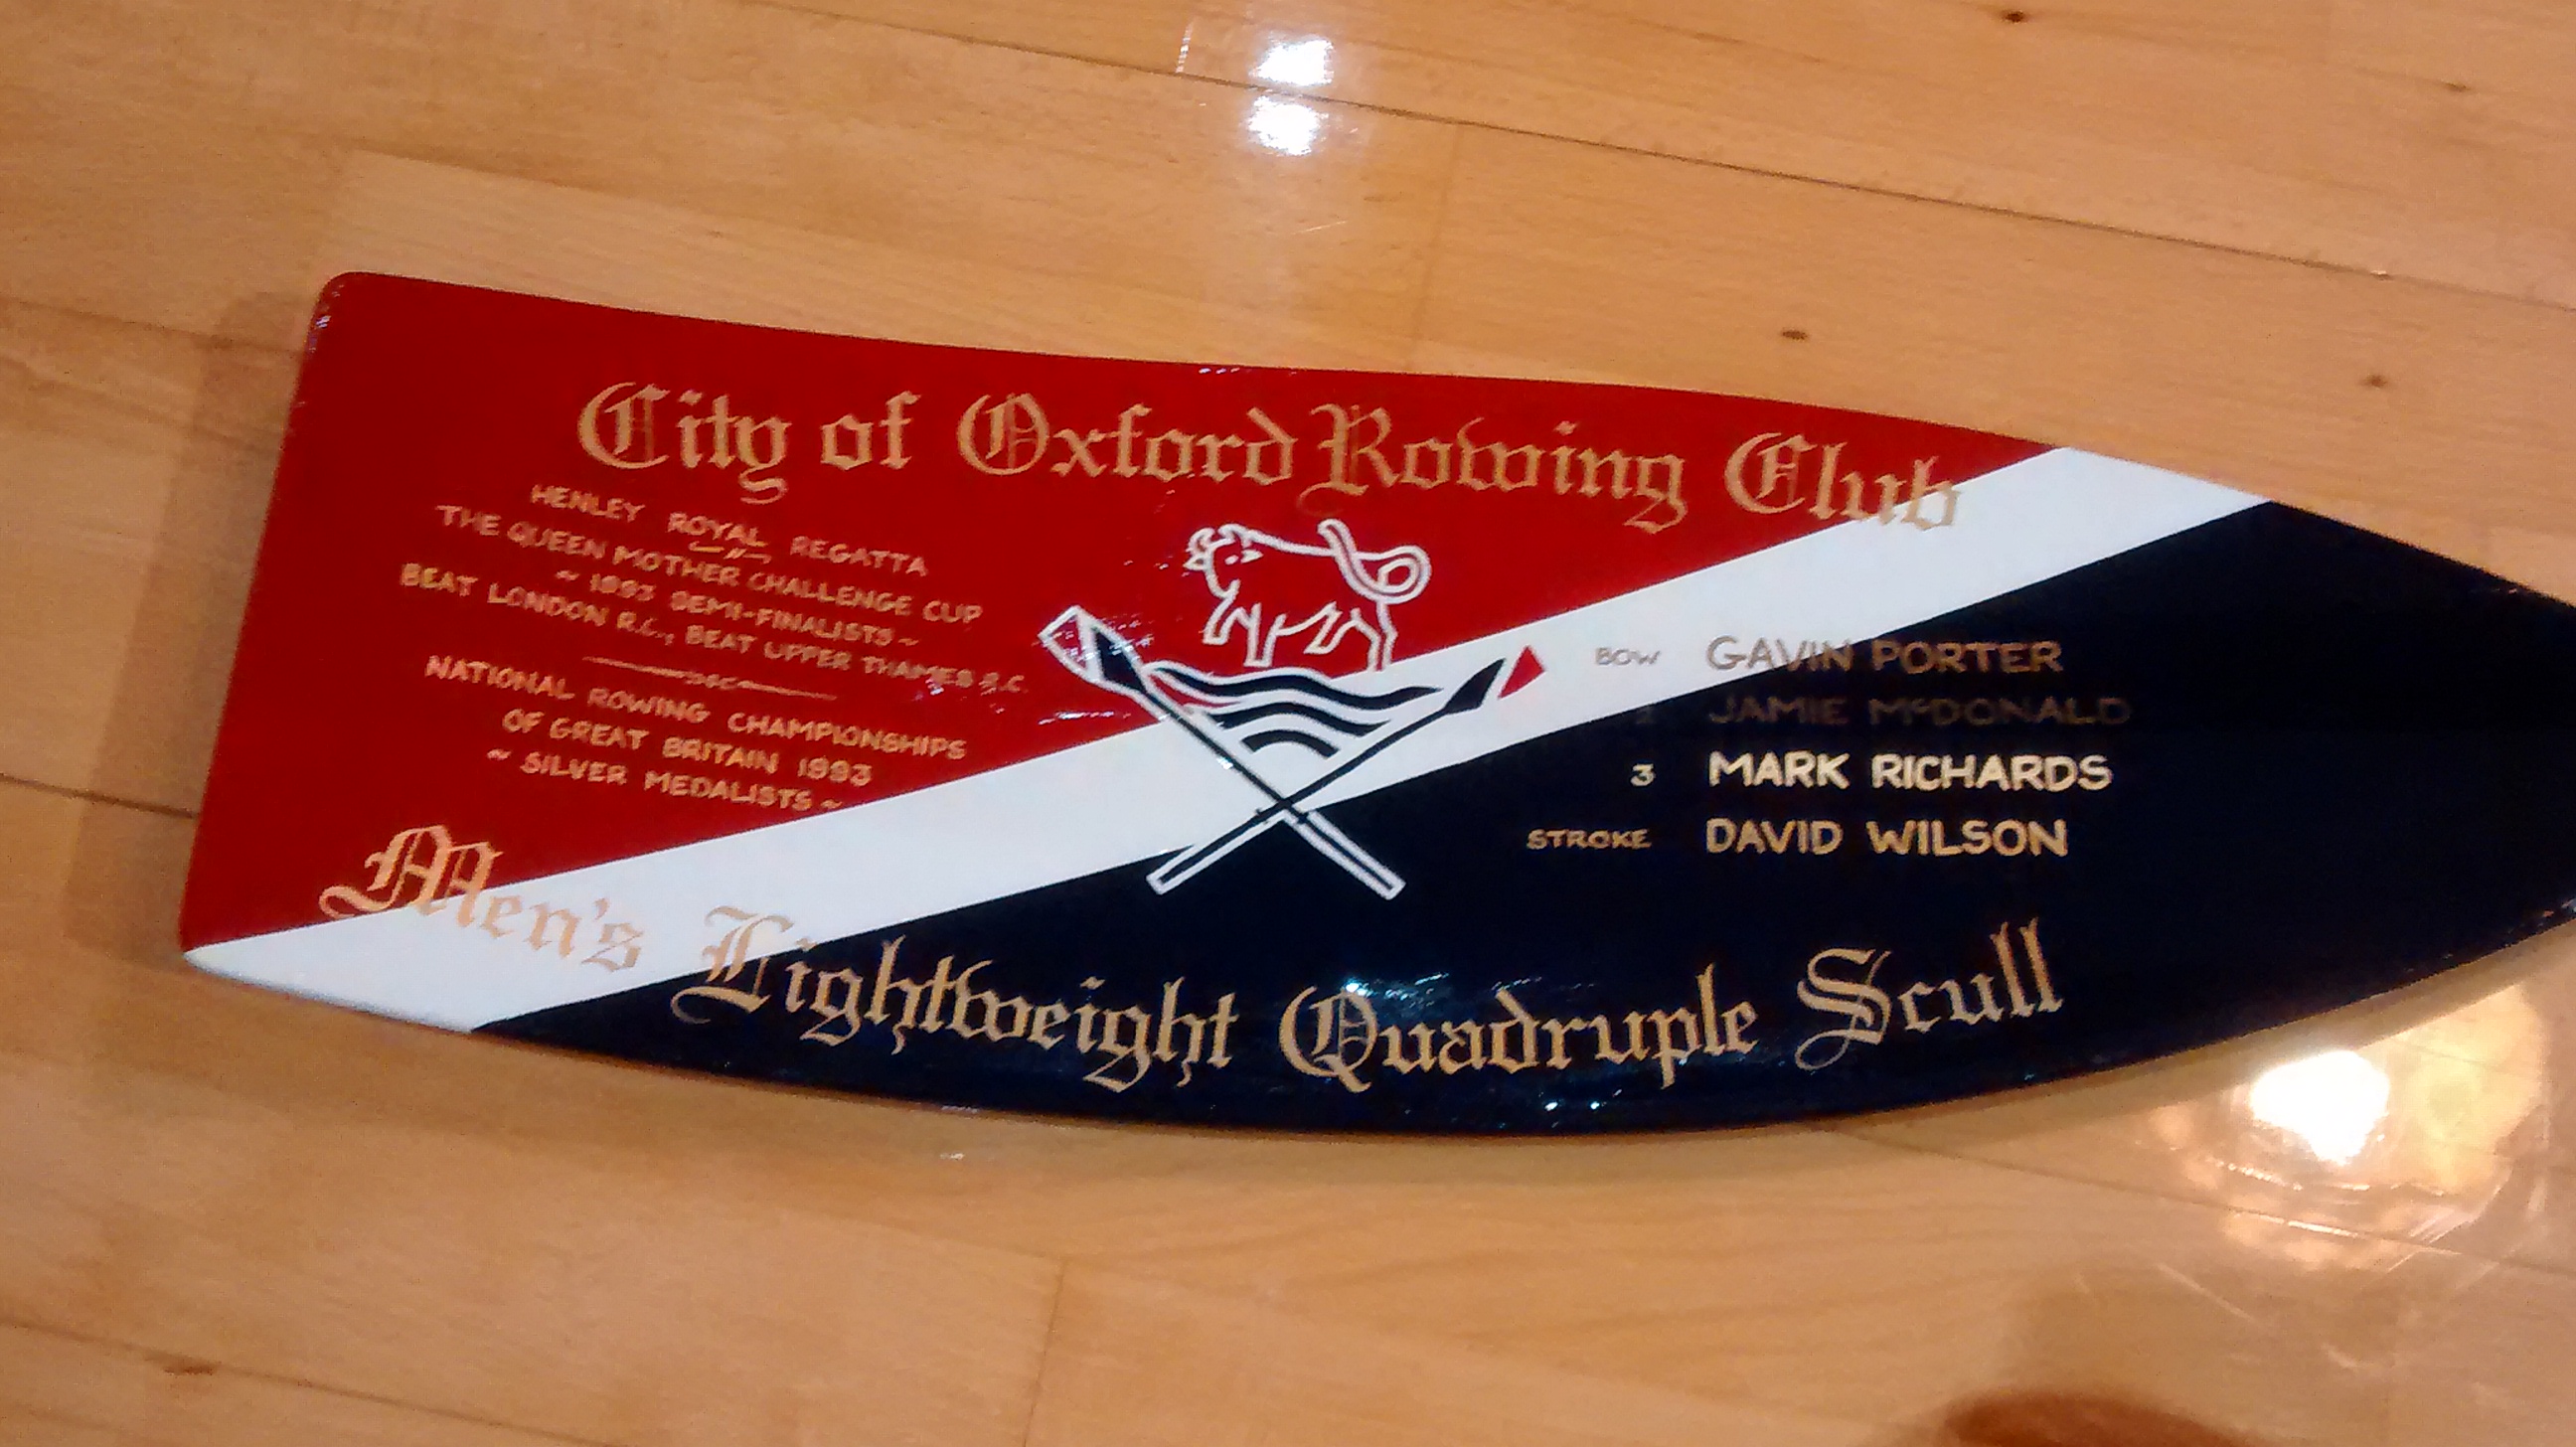 City of Oxford Rowing Club
HENLEY ROYAL REGATTA
THE QUEEN MOTHER CHALLENGE CUP
~ 1993 SEMI-FINALISTS ~
BEAT LONDON R.C., BEAT UPPER THAMES R.C.
NATIONAL ROWING CHAMPIONSHIPS
OF GREAT BRITAIN 1993
~ SILVER MEDALISTS ~
BOW GAVIN PORTER
2 JAMIE McDONALD
3 MARK RICHARDS
STROKE DAVID WILSON
Men's Lightweight Quadruple Scull